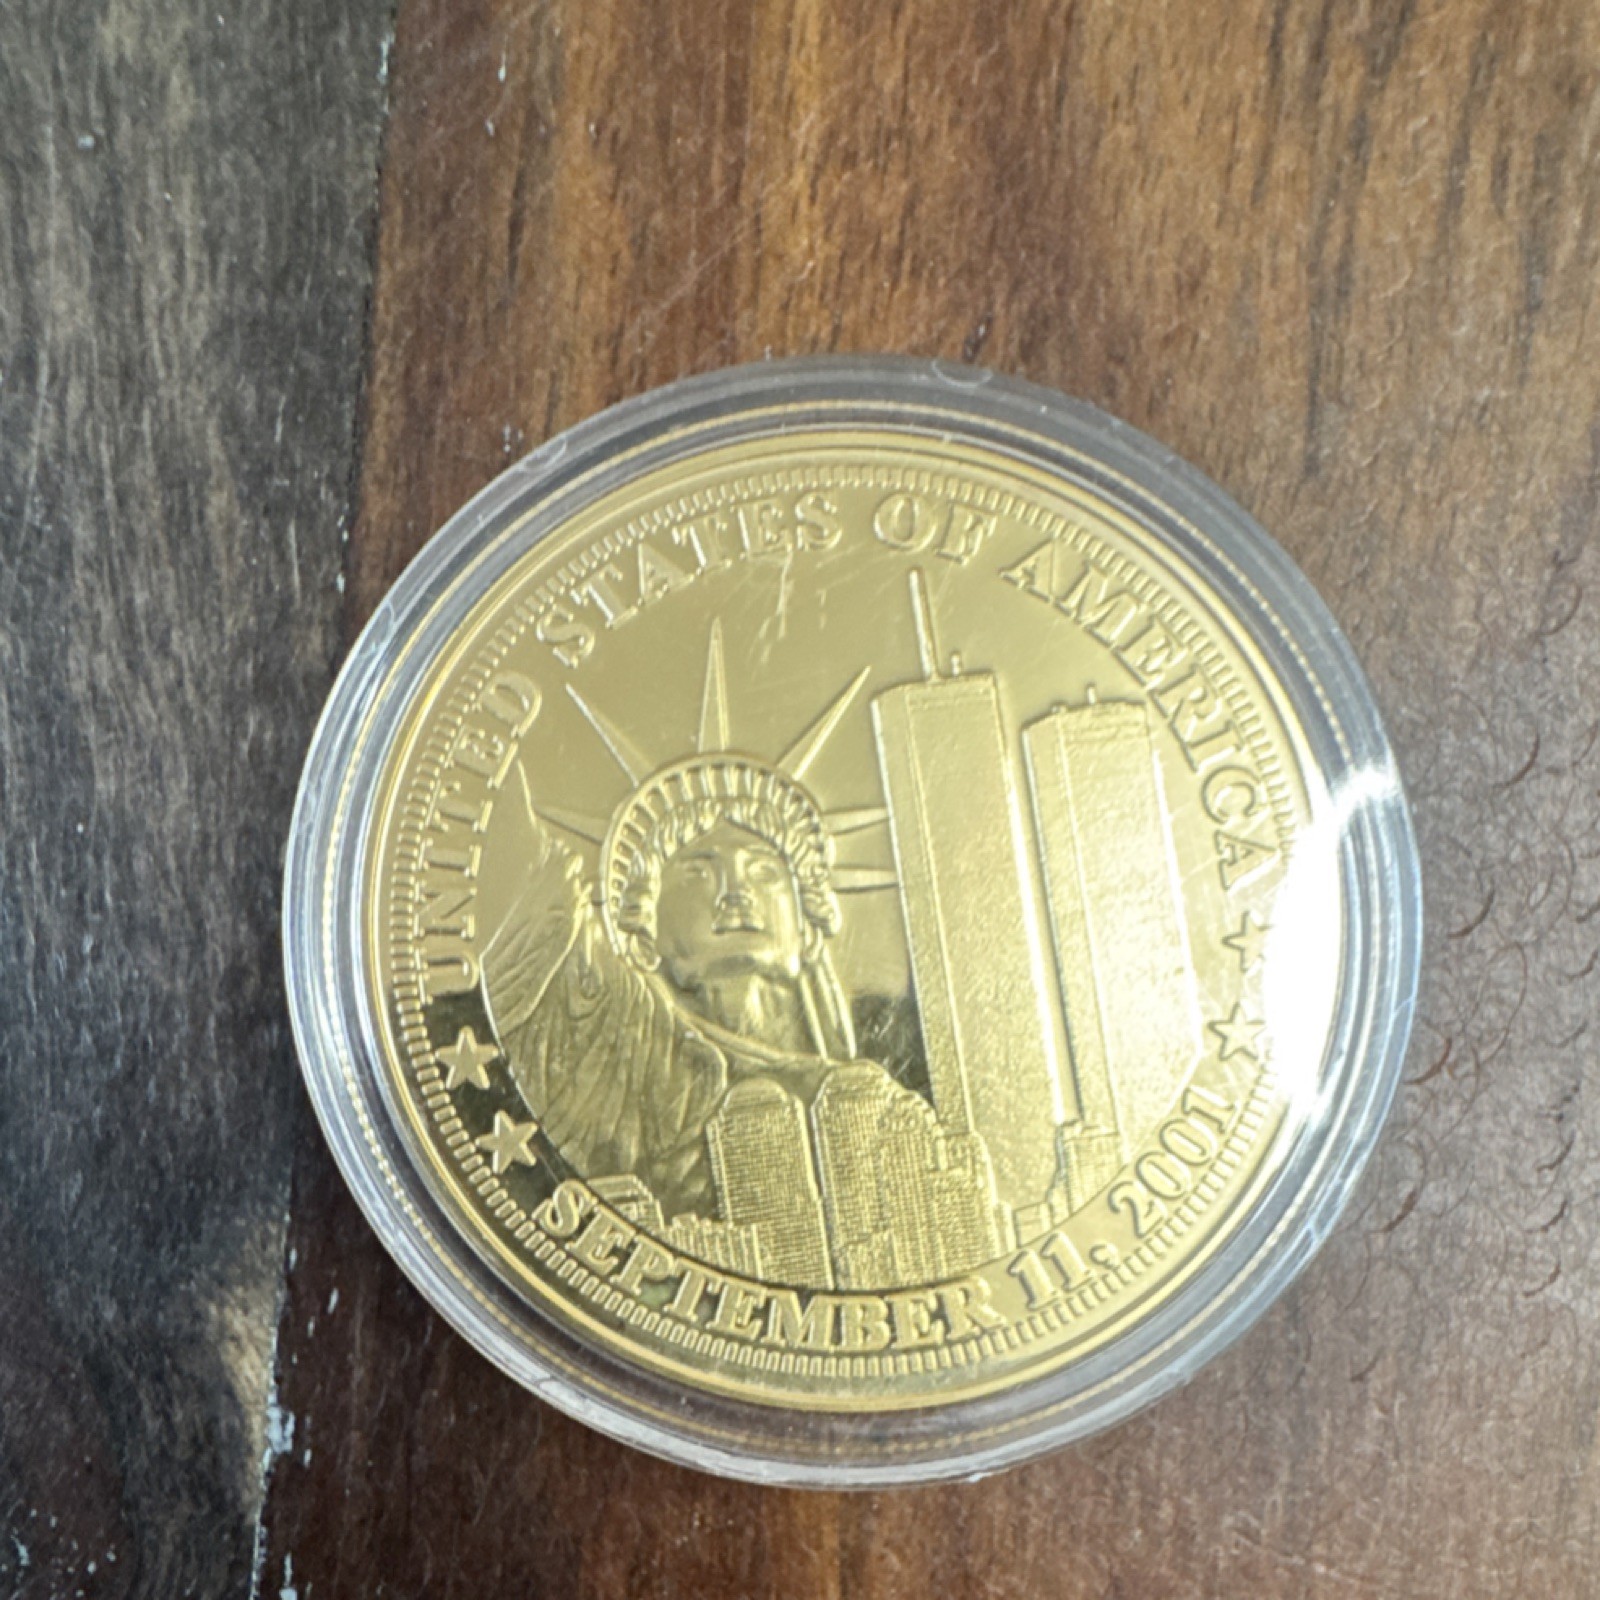 UNITED STATES OF AMERICA
SEPTEMBER 11, 2001